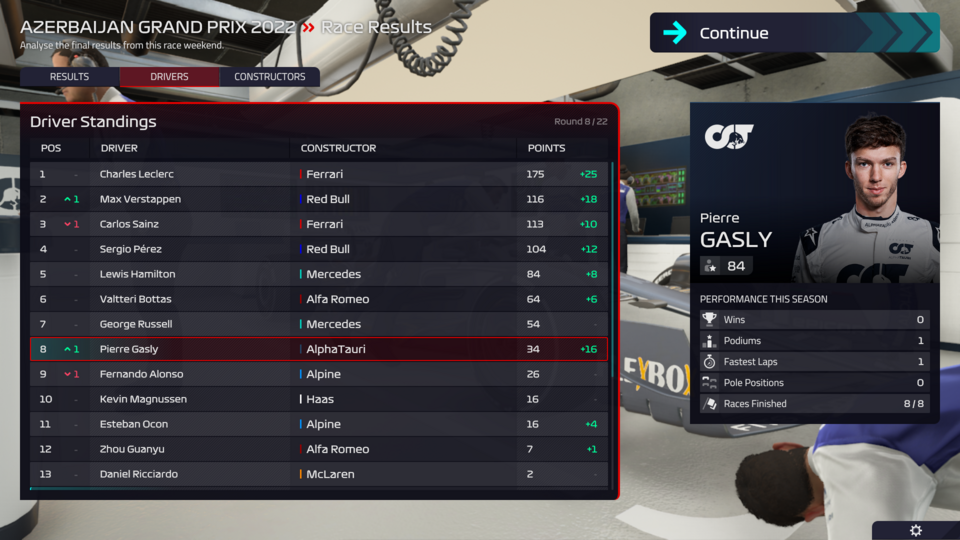 AZERBAIJAN GRAND PRIX 2022 » Race Results
Analyse the final results from this race weekend.
Continue
RESULTS DRIVERS CONSTRUCTORS
Driver Standings Round 8 / 22
POS DRIVER CONSTRUCTOR POINTS
1 - Charles Leclerc Ferrari 175 +25
2 1 Max Verstappen Red Bull 116 +18
3 1 Carlos Sainz Ferrari 113 +10
4 - Sergio Pérez Red Bull 104 +12
5 - Lewis Hamilton Mercedes 84 +8
6 - Valtteri Bottas Alfa Romeo 64 +6
7 - George Russell Mercedes 54 -
8 1 Pierre Gasly AlphaTauri 34 +16
9 1 Fernando Alonso Alpine 26 -
10 - Kevin Magnussen Haas 16 -
11 - Esteban Ocon Alpine 16 +4
12 - Zhou Guanyu Alfa Romeo 7 +1
13 - Daniel Ricciardo McLaren 2 -
Pierre
GASLY
84
PERFORMANCE THIS SEASON
Wins 0
Podiums 1
Fastest Laps 1
Pole Positions 0
Races Finished 8 / 8